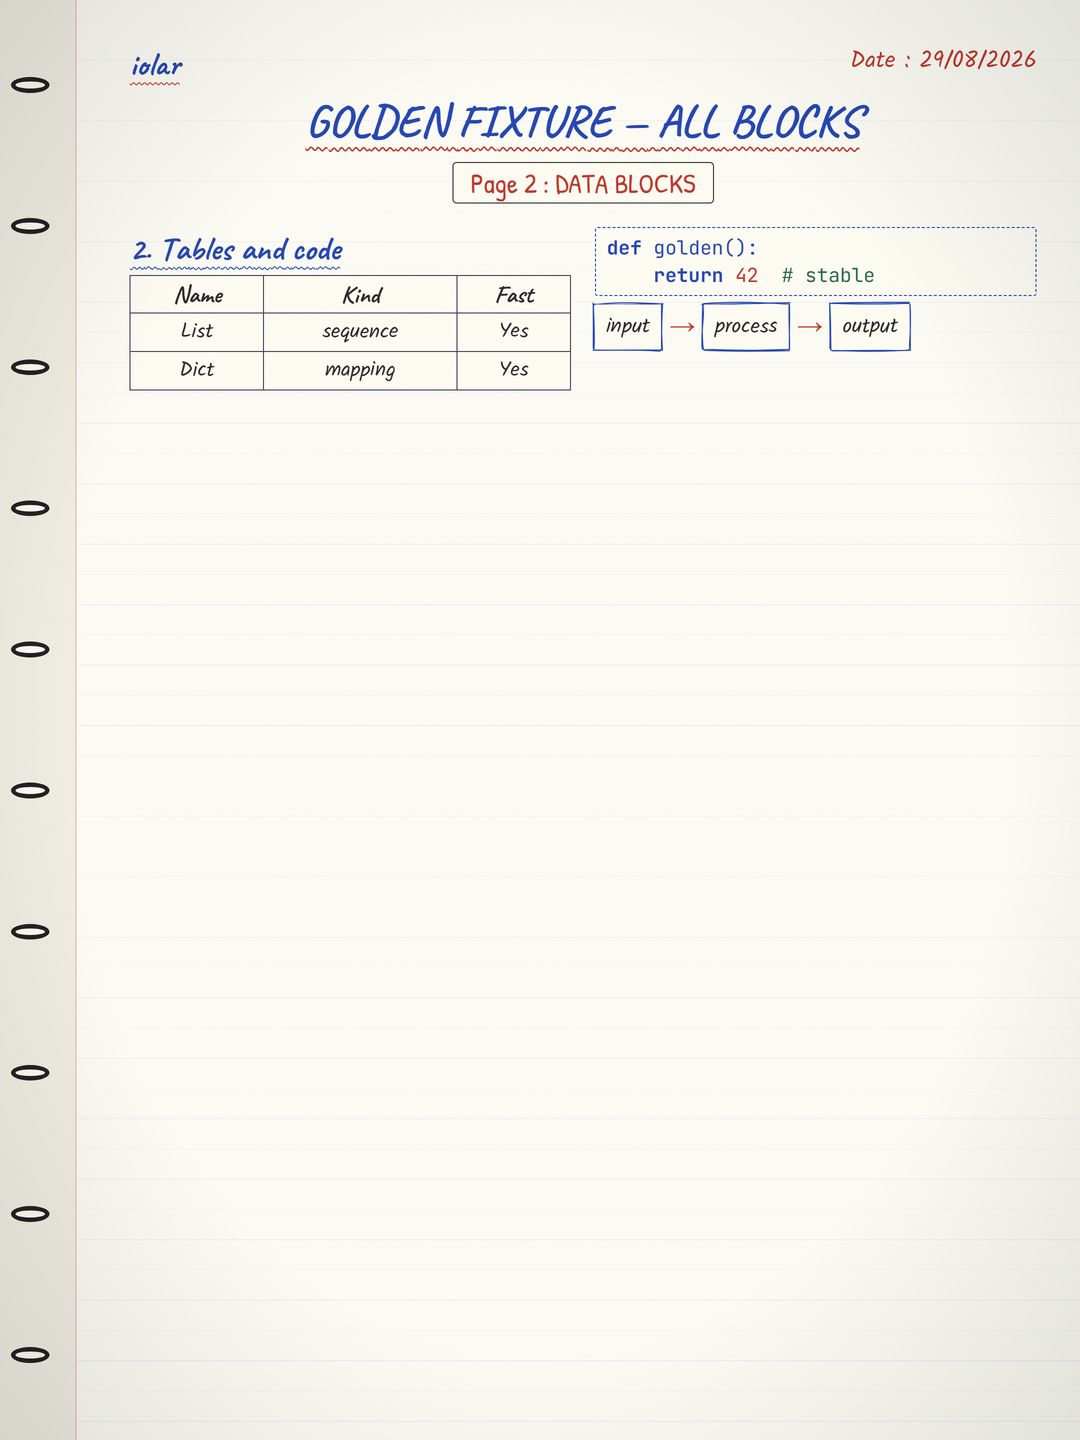 iolar
Date : 29/08/2026
GOLDEN FIXTURE – ALL BLOCKS
Page 2 : DATA BLOCKS
2. Tables and code
Name Kind Fast
List sequence Yes
Dict mapping Yes
def golden():
    return 42  # stable
input → process → output